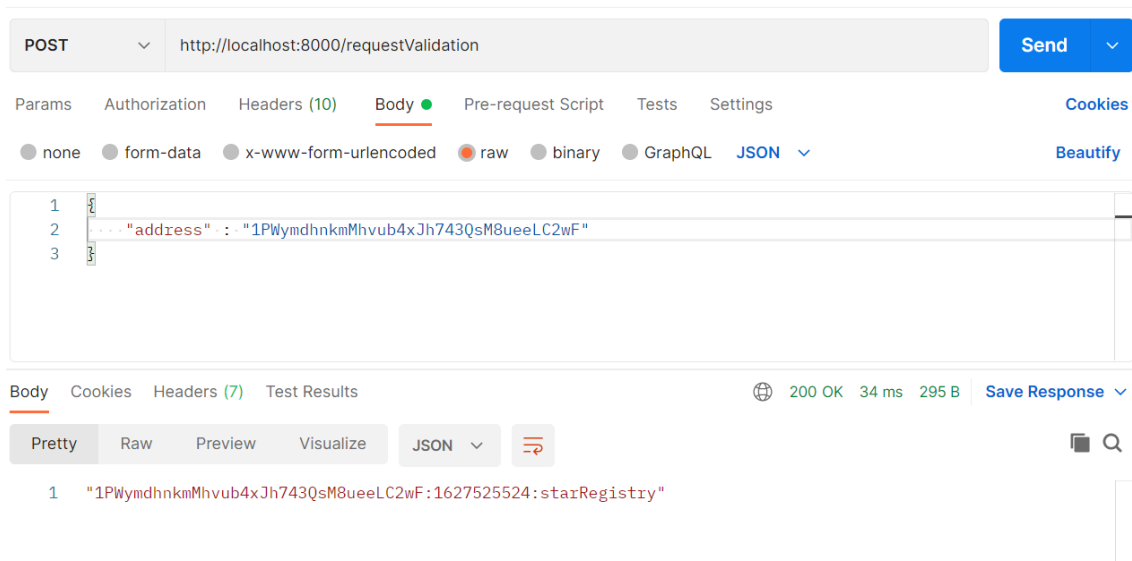 POST http://localhost:8000/requestValidation Send
Params Authorization Headers (10) Body Pre-request Script Tests Settings Cookies
none form-data x-www-form-urlencoded raw binary GraphQL JSON Beautify
1 {
2 "address" : "1PWymdhnkmMhvub4xJh743QsM8ueeLC2wF"
3 }
Body Cookies Headers (7) Test Results 200 OK 34 ms 295 B Save Response
Pretty Raw Preview Visualize JSON
1 "1PWymdhnkmMhvub4xJh743QsM8ueeLC2wF:1627525524:starRegistry"